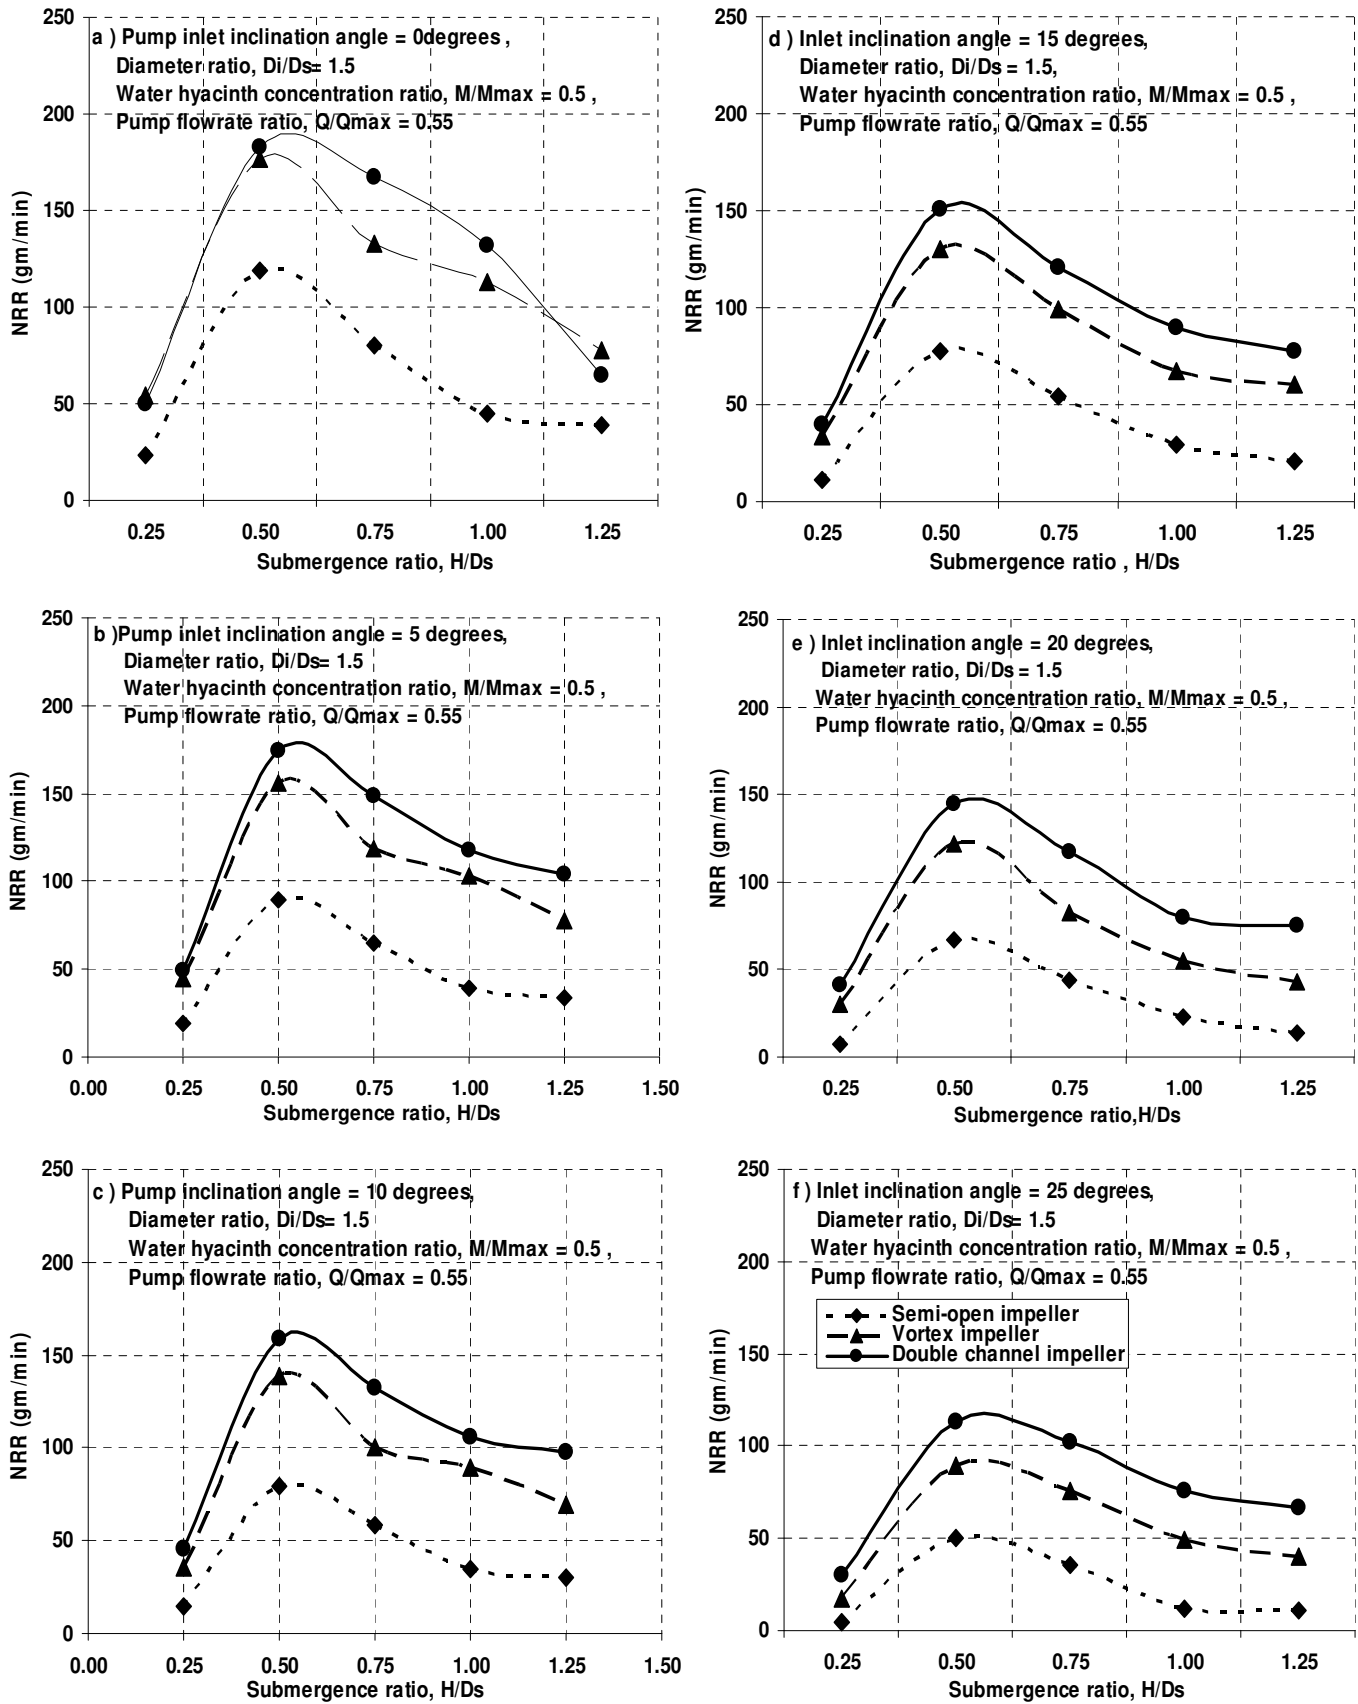 a ) Pump inlet inclination angle = 0degrees ,
Diameter ratio, Di/Ds= 1.5
Water hyacinth concentration ratio, M/Mmax = 0.5 ,
Pump flowrate ratio, Q/Qmax = 0.55
NRR (gm/min)
250
200
150
100
50
0
0.25 0.50 0.75 1.00 1.25
Submergence ratio, H/Ds
b )Pump inlet inclination angle = 5 degrees,
Diameter ratio, Di/Ds= 1.5
Water hyacinth concentration ratio, M/Mmax = 0.5 ,
Pump flowrate ratio, Q/Qmax = 0.55
NRR (gm/min)
250
200
150
100
50
0
0.00 0.25 0.50 0.75 1.00 1.25 1.50
Submergence ratio, H/Ds
c ) Pump inclination angle = 10 degrees,
Diameter ratio, Di/Ds= 1.5
Water hyacinth concentration ratio, M/Mmax = 0.5 ,
Pump flowrate ratio, Q/Qmax = 0.55
NRR (gm/min)
250
200
150
100
50
0
0.00 0.25 0.50 0.75 1.00 1.25 1.50
Submergence ratio, H/Ds
d ) Inlet inclination angle = 15 degrees,
Diameter ratio, Di/Ds = 1.5,
Water hyacinth concentration ratio, M/Mmax = 0.5 ,
Pump flowrate ratio, Q/Qmax = 0.55
NRR (gm/min)
250
200
150
100
50
0
0.25 0.50 0.75 1.00 1.25
Submergence ratio , H/Ds
e ) Inlet inclination angle = 20 degrees,
Diameter ratio, Di/Ds = 1.5
Water hyacinth concentration ratio, M/Mmax = 0.5 ,
Pump flowrate ratio, Q/Qmax = 0.55
NRR (gm/min)
250
200
150
100
50
0
0.25 0.50 0.75 1.00 1.25
Submergence ratio,H/Ds
f ) Inlet inclination angle = 25 degrees,
Diameter ratio, Di/Ds= 1.5
Water hyacinth concentration ratio, M/Mmax = 0.5 ,
Pump flowrate ratio, Q/Qmax = 0.55
Semi-open impeller
Vortex impeller
Double channel impeller
NRR (gm/min)
250
200
150
100
50
0
0.25 0.50 0.75 1.00 1.25
Submergence ratio, H/Ds